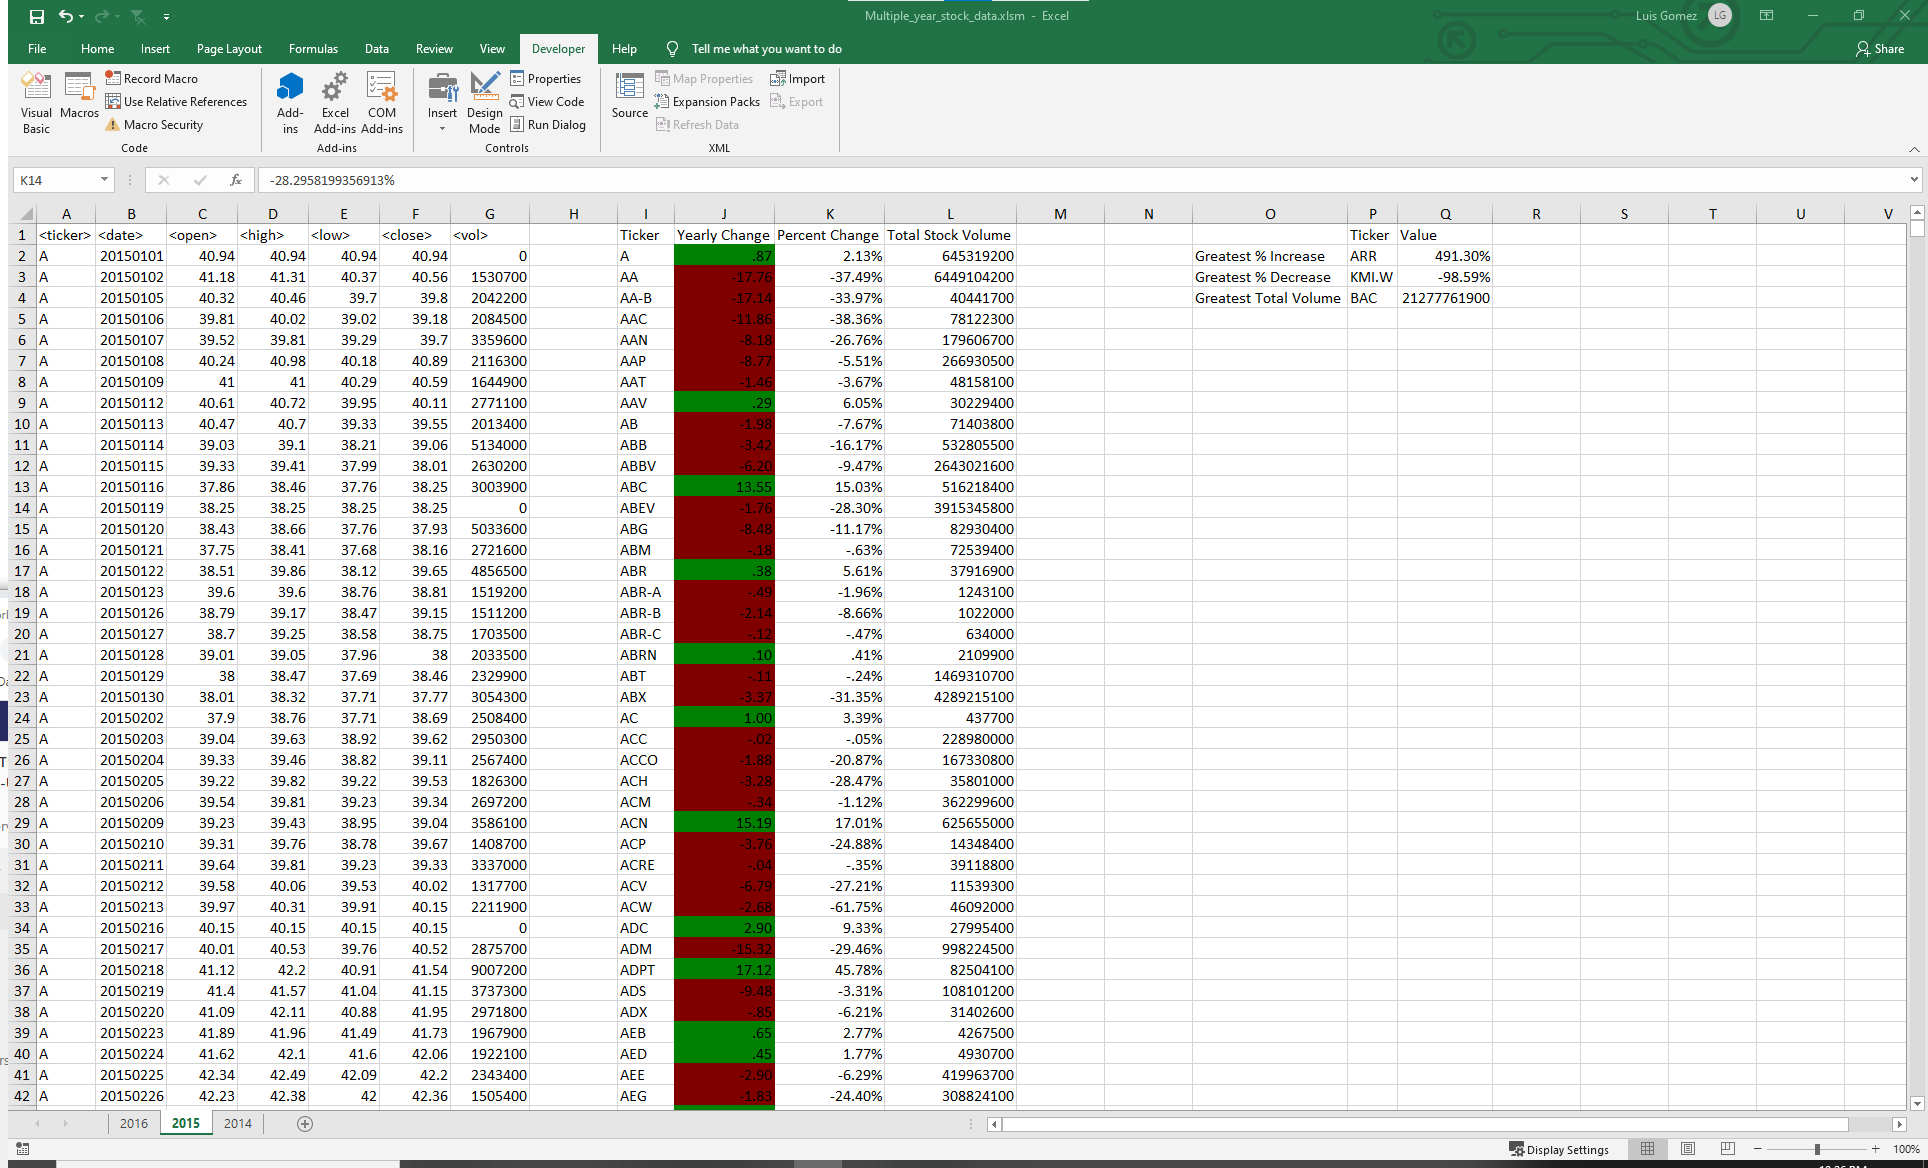 Multiple_year_stock_data.xlsm - Excel Luis Gomez LG
File Home Insert Page Layout Formulas Data Review View Developer Help Tell me what you want to do Share
Visual Basic Macros Record Macro Use Relative References Macro Security Code
Add-ins Excel Add-ins COM Add-ins Add-ins
Insert Design Mode Properties View Code Run Dialog Controls
Source Map Properties Expansion Packs Refresh Data Import Export XML
K14 fx -28.2958199356913%
A B C D E F G H I J K L M N O P Q R S T U V
1 <ticker> <date> <open> <high> <low> <close> <vol> Ticker Yearly Change Percent Change Total Stock Volume Ticker Value
2 A 20150101 40.94 40.94 40.94 40.94 0 A .87 2.13% 645319200 Greatest % Increase ARR 491.30%
3 A 20150102 41.18 41.31 40.37 40.56 1530700 AA -17.76 -37.49% 6449104200 Greatest % Decrease KMI.W -98.59%
4 A 20150105 40.32 40.46 39.7 39.8 2042200 AA-B -17.14 -33.97% 40441700 Greatest Total Volume BAC 21277761900
5 A 20150106 39.81 40.02 39.02 39.18 2084500 AAC -11.86 -38.36% 78122300
6 A 20150107 39.52 39.81 39.29 39.7 3359600 AAN -8.18 -26.76% 179606700
7 A 20150108 40.24 40.98 40.18 40.89 2116300 AAP -8.77 -5.51% 266930500
8 A 20150109 41 41 40.29 40.59 1644900 AAT -1.46 -3.67% 48158100
9 A 20150112 40.61 40.72 39.95 40.11 2771100 AAV .29 6.05% 30229400
10 A 20150113 40.47 40.7 39.33 39.55 2013400 AB -1.98 -7.67% 71403800
11 A 20150114 39.03 39.1 38.21 39.06 5134000 ABB -3.42 -16.17% 532805500
12 A 20150115 39.33 39.41 37.99 38.01 2630200 ABBV -6.20 -9.47% 2643021600
13 A 20150116 37.86 38.46 37.76 38.25 3003900 ABC 13.55 15.03% 516218400
14 A 20150119 38.25 38.25 38.25 38.25 0 ABEV -1.76 -28.30% 3915345800
15 A 20150120 38.43 38.66 37.76 37.93 5033600 ABG -8.48 -11.17% 82930400
16 A 20150121 37.75 38.41 37.68 38.16 2721600 ABM -.18 -.63% 72539400
17 A 20150122 38.51 39.86 38.12 39.65 4856500 ABR .38 5.61% 37916900
18 A 20150123 39.6 39.6 38.76 38.81 1519200 ABR-A -.49 -1.96% 1243100
19 A 20150126 38.79 39.17 38.47 39.15 1511200 ABR-B -2.14 -8.66% 1022000
20 A 20150127 38.7 39.25 38.58 38.75 1703500 ABR-C -.12 -.47% 634000
21 A 20150128 39.01 39.05 37.96 38 2033500 ABRN .10 .41% 2109900
22 A 20150129 38 38.47 37.69 38.46 2329900 ABT -.11 -.24% 1469310700
23 A 20150130 38.01 38.32 37.71 37.77 3054300 ABX -3.37 -31.35% 4289215100
24 A 20150202 37.9 38.76 37.71 38.69 2508400 AC 1.00 3.39% 437700
25 A 20150203 39.04 39.63 38.92 39.62 2950300 ACC -.02 -.05% 228980000
26 A 20150204 39.33 39.46 38.82 39.11 2567400 ACCO -1.88 -20.87% 167330800
27 A 20150205 39.22 39.82 39.22 39.53 1826300 ACH -3.28 -28.47% 35801000
28 A 20150206 39.54 39.81 39.23 39.34 2697200 ACM -.34 -1.12% 362299600
29 A 20150209 39.23 39.43 38.95 39.04 3586100 ACN 15.19 17.01% 625655000
30 A 20150210 39.31 39.76 38.78 39.67 1408700 ACP -3.76 -24.88% 14348400
31 A 20150211 39.64 39.81 39.23 39.33 3337000 ACRE -.04 -.35% 39118800
32 A 20150212 39.58 40.06 39.53 40.02 1317700 ACV -6.79 -27.21% 11539300
33 A 20150213 39.97 40.31 39.91 40.15 2211900 ACW -2.68 -61.75% 46092000
34 A 20150216 40.15 40.15 40.15 40.15 0 ADC 2.90 9.33% 27995400
35 A 20150217 40.01 40.53 39.76 40.52 2875700 ADM -15.32 -29.46% 998224500
36 A 20150218 41.12 42.2 40.91 41.54 9007200 ADPT 17.12 45.78% 82504100
37 A 20150219 41.4 41.57 41.04 41.15 3737300 ADS -9.48 -3.31% 108101200
38 A 20150220 41.09 42.11 40.88 41.95 2971800 ADX -.85 -6.21% 31402600
39 A 20150223 41.89 41.96 41.49 41.73 1967900 AEB .65 2.77% 4267500
40 A 20150224 41.62 42.1 41.6 42.06 1922100 AED .45 1.77% 4930700
41 A 20150225 42.34 42.49 42.09 42.2 2343400 AEE -2.90 -6.29% 419963700
42 A 20150226 42.23 42.38 42 42.36 1505400 AEG -1.83 -24.40% 308824100
2016 2015 2014
Display Settings 100%